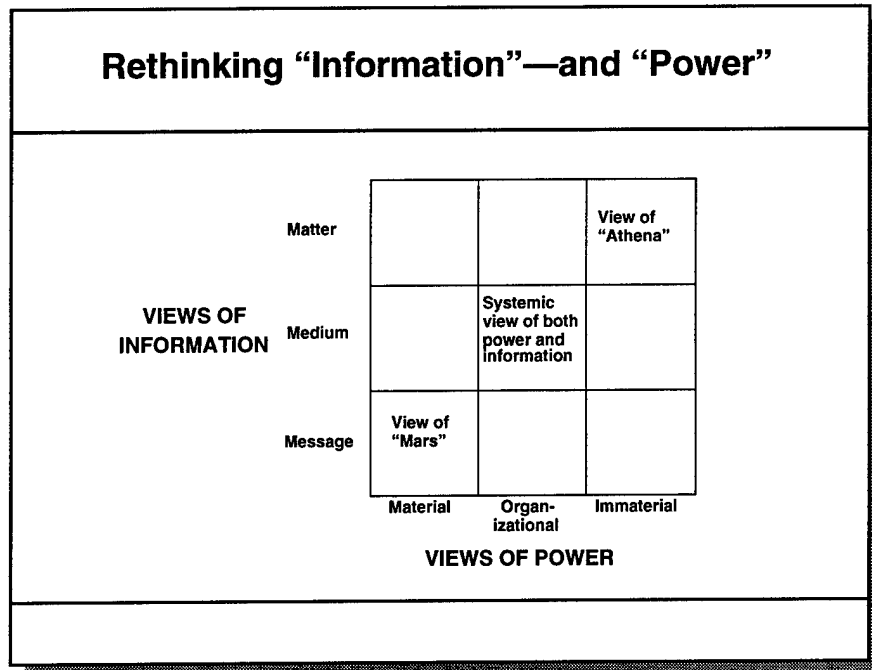 Rethinking “Information”—and “Power”
Matter
View of
“Athena”
VIEWS OF
INFORMATION
Medium
Systemic
view of both
power and
information
Message
View of
“Mars”
Material
Organ-
izational
Immaterial
VIEWS OF POWER